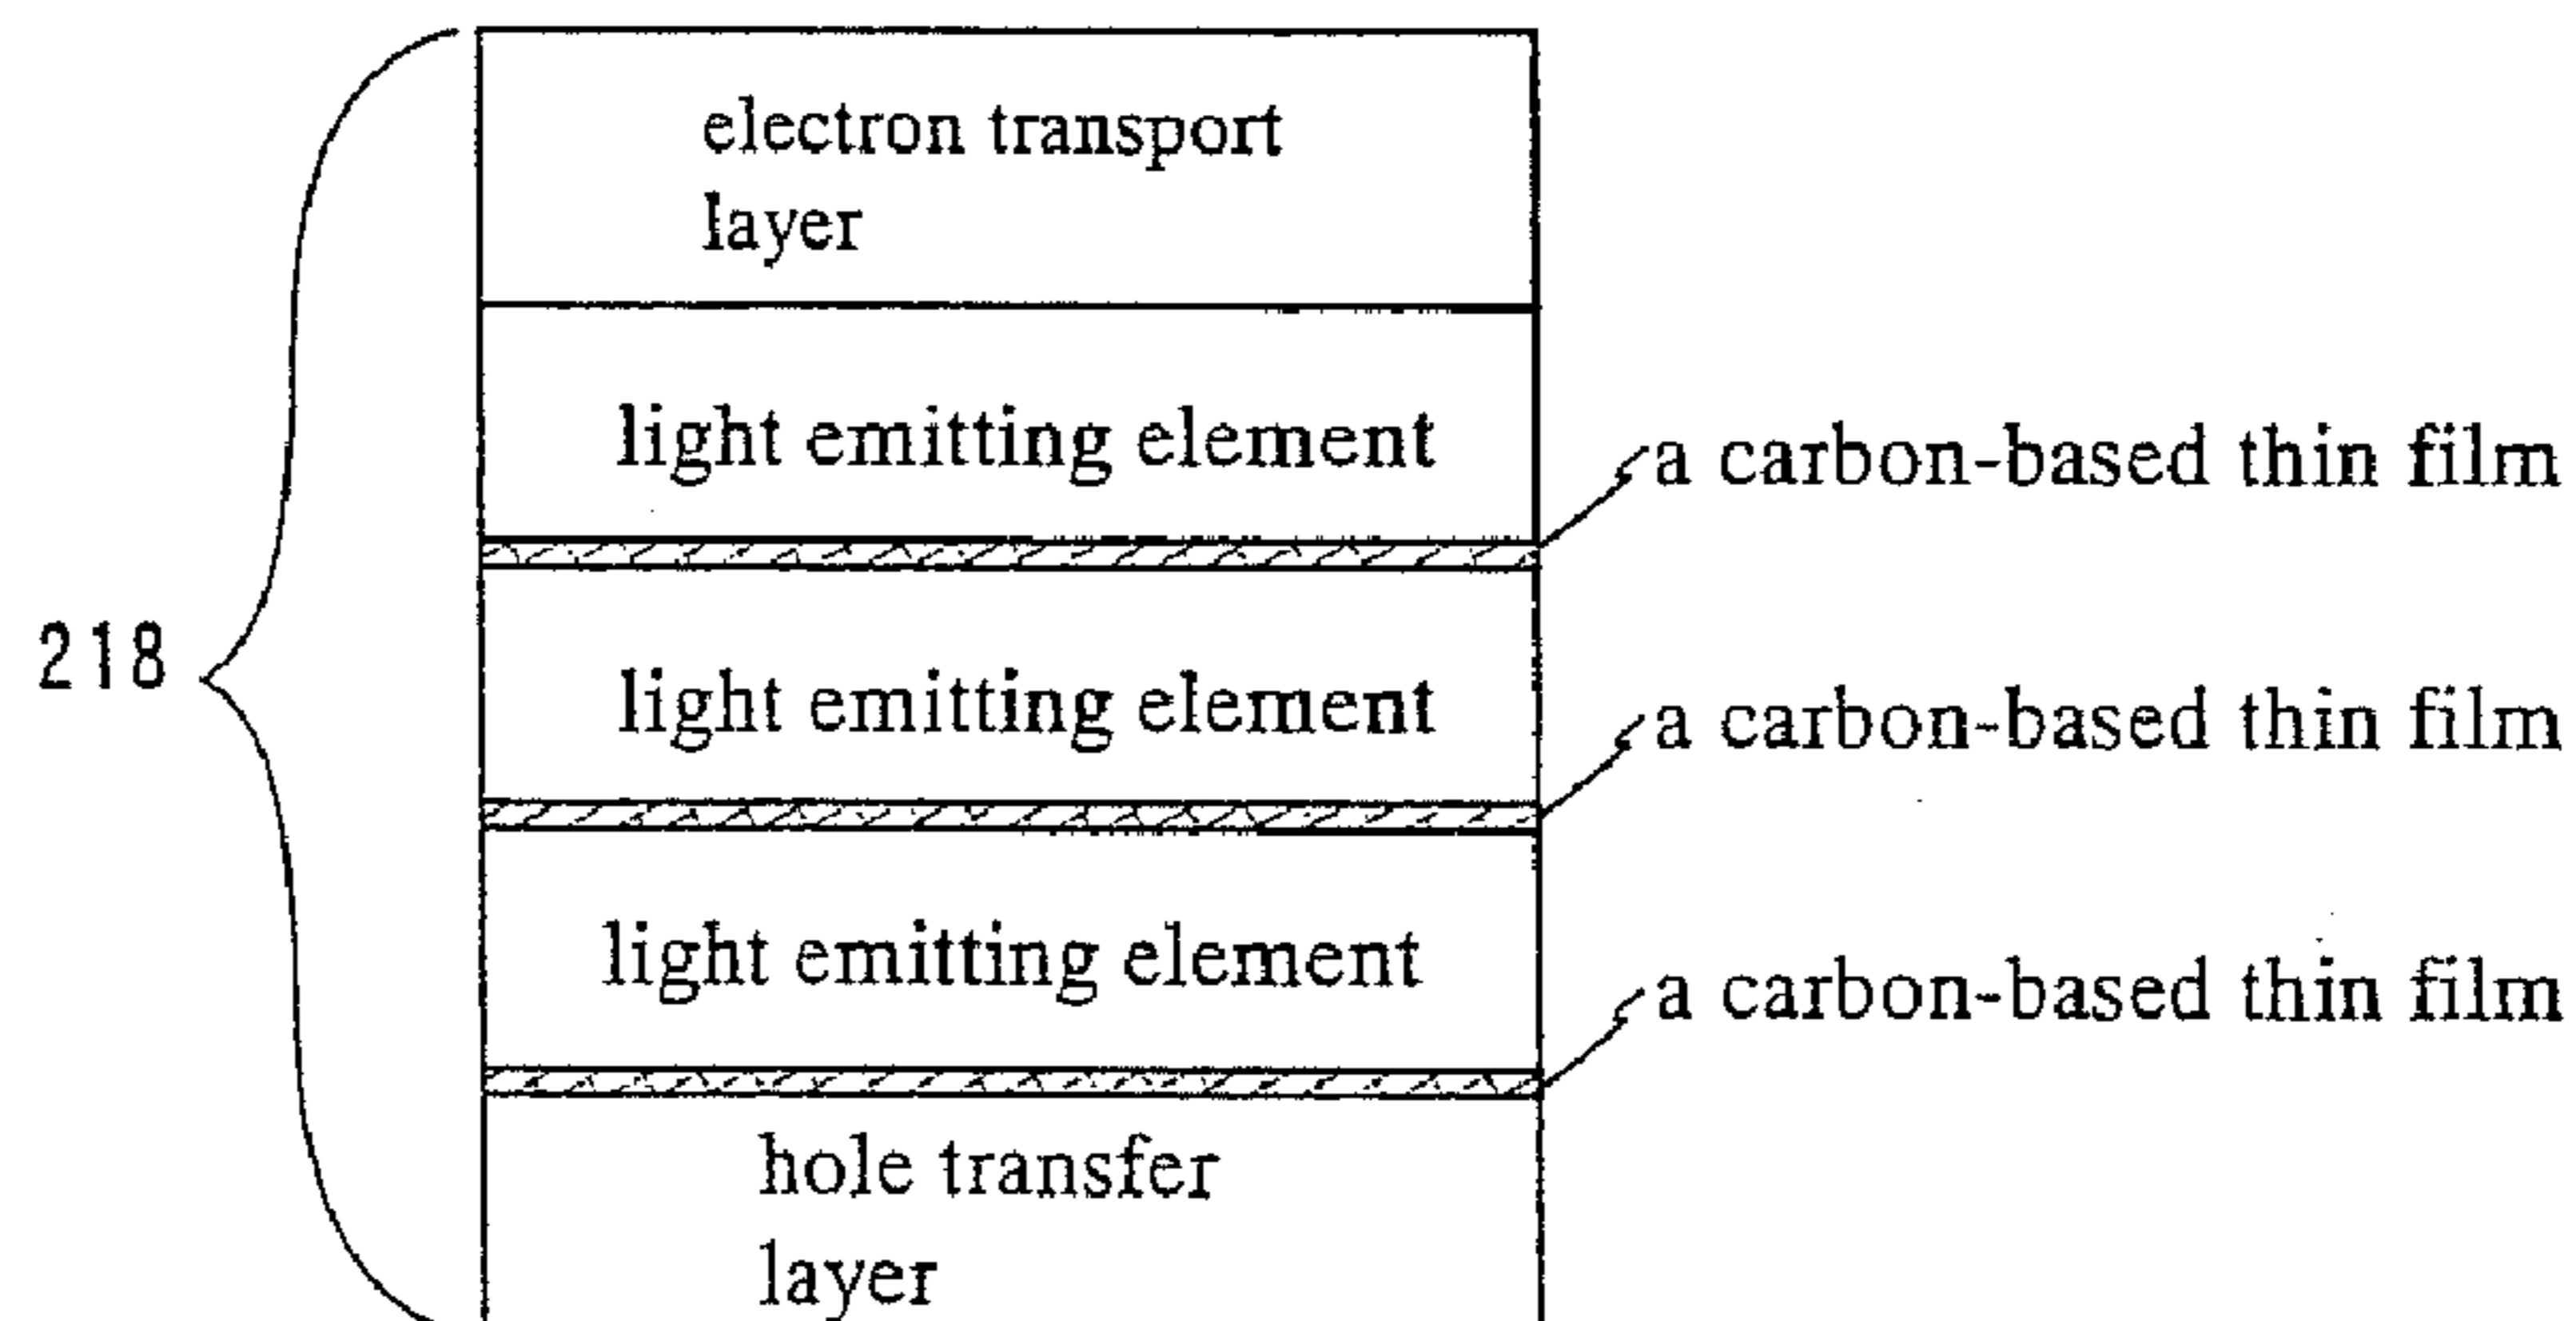 electron transport
layer
light emitting element
a carbon-based thin film
218
light emitting element
a carbon-based thin film
light emitting element
a carbon-based thin film
hole transfer
layer